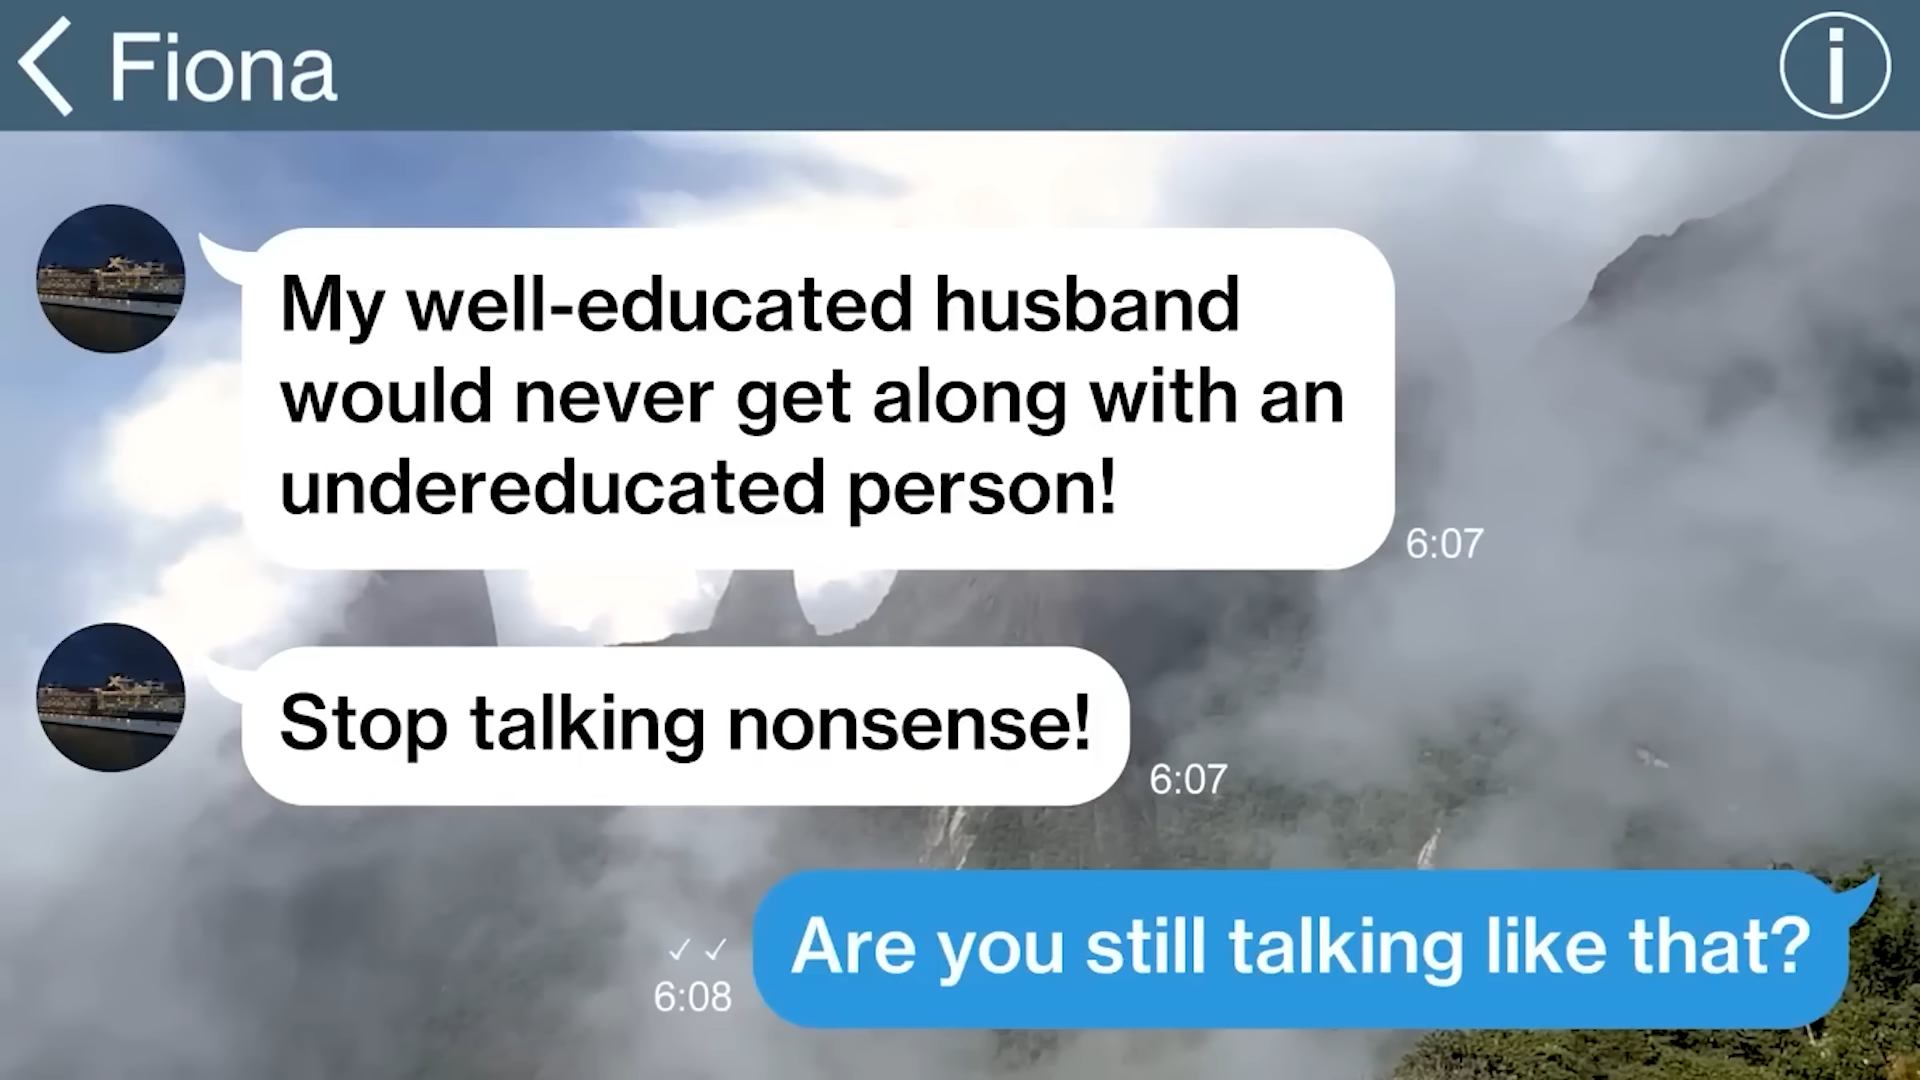 Fiona
My well-educated husband
would never get along with an
undereducated person!
6:07
Stop talking nonsense!
6:07
Are you still talking like that?
6:08